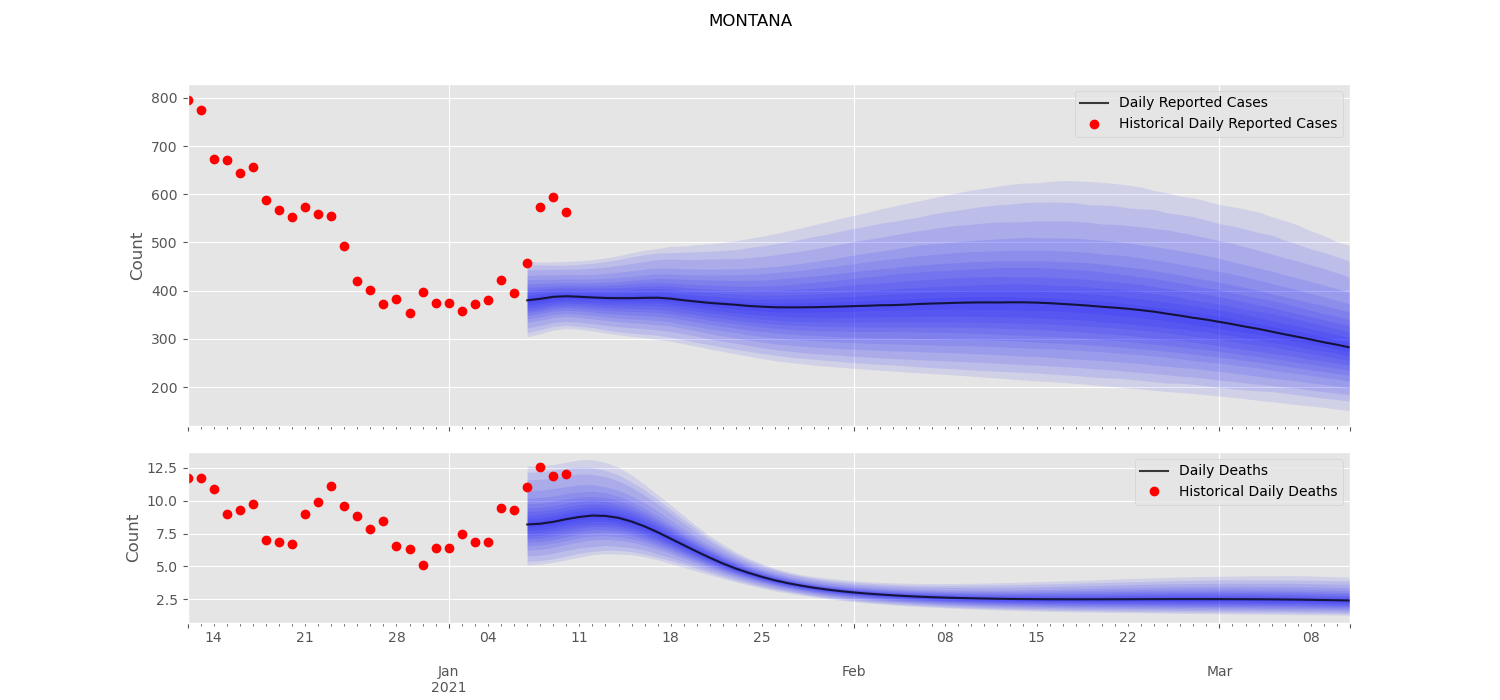 MONTANA
800
700
600
500
400
300
200
Count
Daily Reported Cases
Historical Daily Reported Cases
12.5
10.0
7.5
5.0
2.5
Count
Daily Deaths
Historical Daily Deaths
14 21 28 04 11 18 25 08 15 22 08
Jan Feb Mar
2021